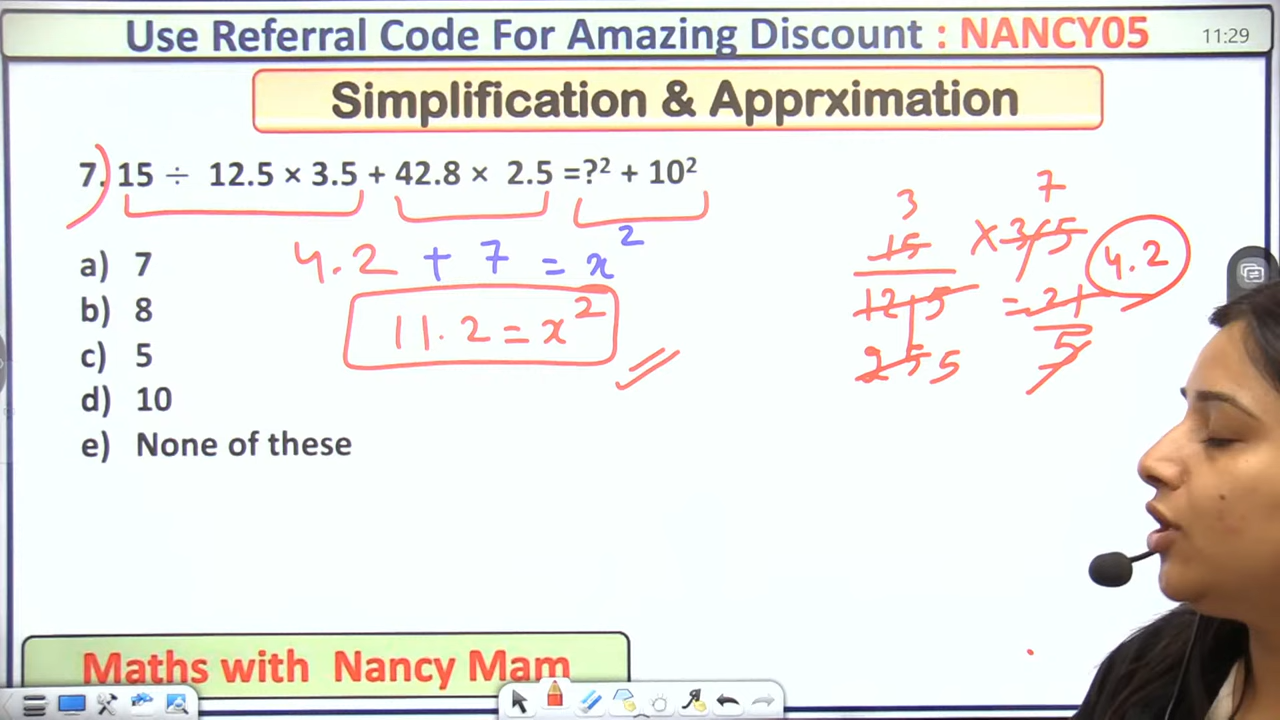 Use Referral Code For Amazing Discount : NANCY05
11:29
Simplification & Apprximation
7. 15 ÷ 12.5 × 3.5 + 42.8 × 2.5 =?² + 10²
4.2 + 7 = x²
11.2 = x²
a) 7
b) 8
c) 5
d) 10
e) None of these
3 7
15 × 3.5 4.2
12.5 = 21
25 5 5
Maths with Nancy Mam